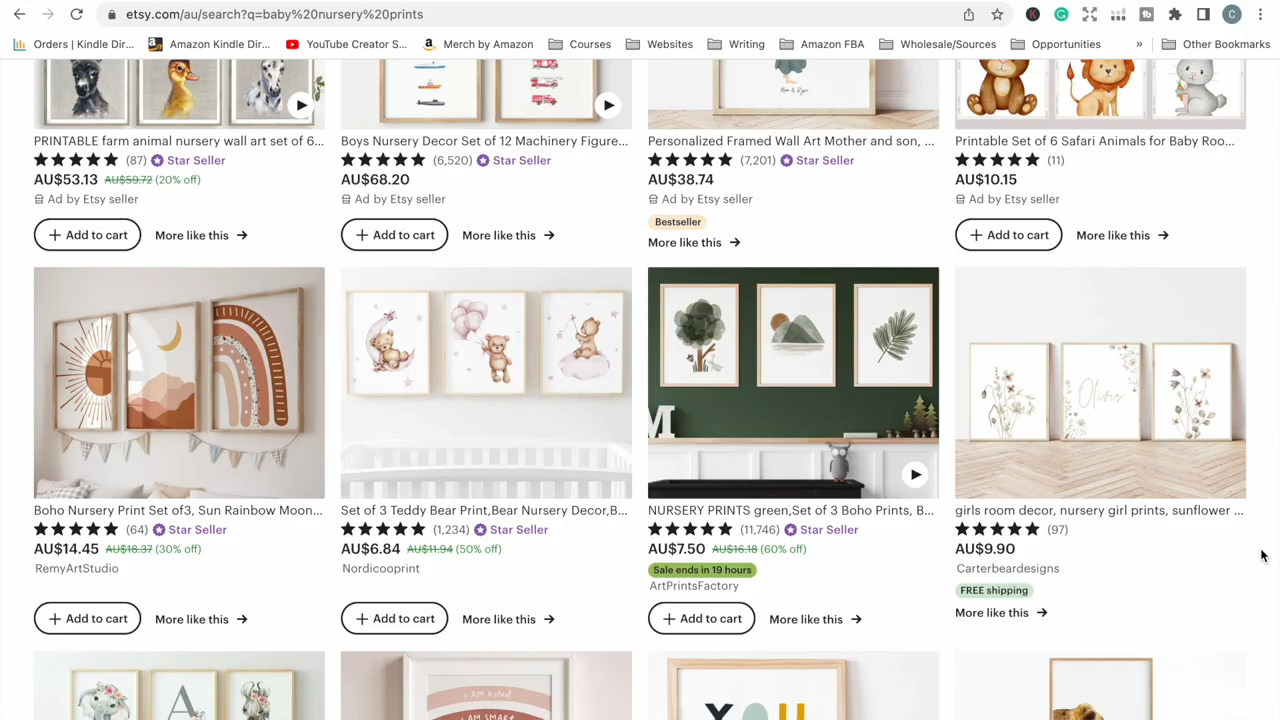 etsy.com/au/search?q=baby%20nursery%20prints
C
Orders | Kindle Dir...
Amazon Kindle Dir...
YouTube Creator S...
Merch by Amazon
Courses
Websites
Writing
Amazon FBA
Wholesale/Sources
Opportunities
»
Other Bookmarks
PRINTABLE farm animal nursery wall art set of 6...
(87) Star Seller
AU$53.13 AU$59.72 (20% off)
Ad by Etsy seller
+ Add to cart More like this →
Boys Nursery Decor Set of 12 Machinery Figure...
(6,520) Star Seller
AU$68.20
Ad by Etsy seller
+ Add to cart More like this →
Personalized Framed Wall Art Mother and son, ...
(7,201) Star Seller
AU$38.74
Ad by Etsy seller
Bestseller
More like this →
Printable Set of 6 Safari Animals for Baby Roo...
(11)
AU$10.15
Ad by Etsy seller
+ Add to cart More like this →
Boho Nursery Print Set of3, Sun Rainbow Moon...
(64) Star Seller
AU$14.45 AU$18.37 (30% off)
RemyArtStudio
+ Add to cart More like this →
Set of 3 Teddy Bear Print,Bear Nursery Decor,B...
(1,234) Star Seller
AU$6.84 AU$11.94 (50% off)
Nordicooprint
+ Add to cart More like this →
M
NURSERY PRINTS green,Set of 3 Boho Prints, B...
(11,746) Star Seller
AU$7.50 AU$16.18 (60% off)
Sale ends in 19 hours
ArtPrintsFactory
+ Add to cart More like this →
Olivia
girls room decor, nursery girl prints, sunflower ...
(97)
AU$9.90
Carterbeardesigns
FREE shipping
More like this →
A
I AM KIND
I AM SMART
YOU